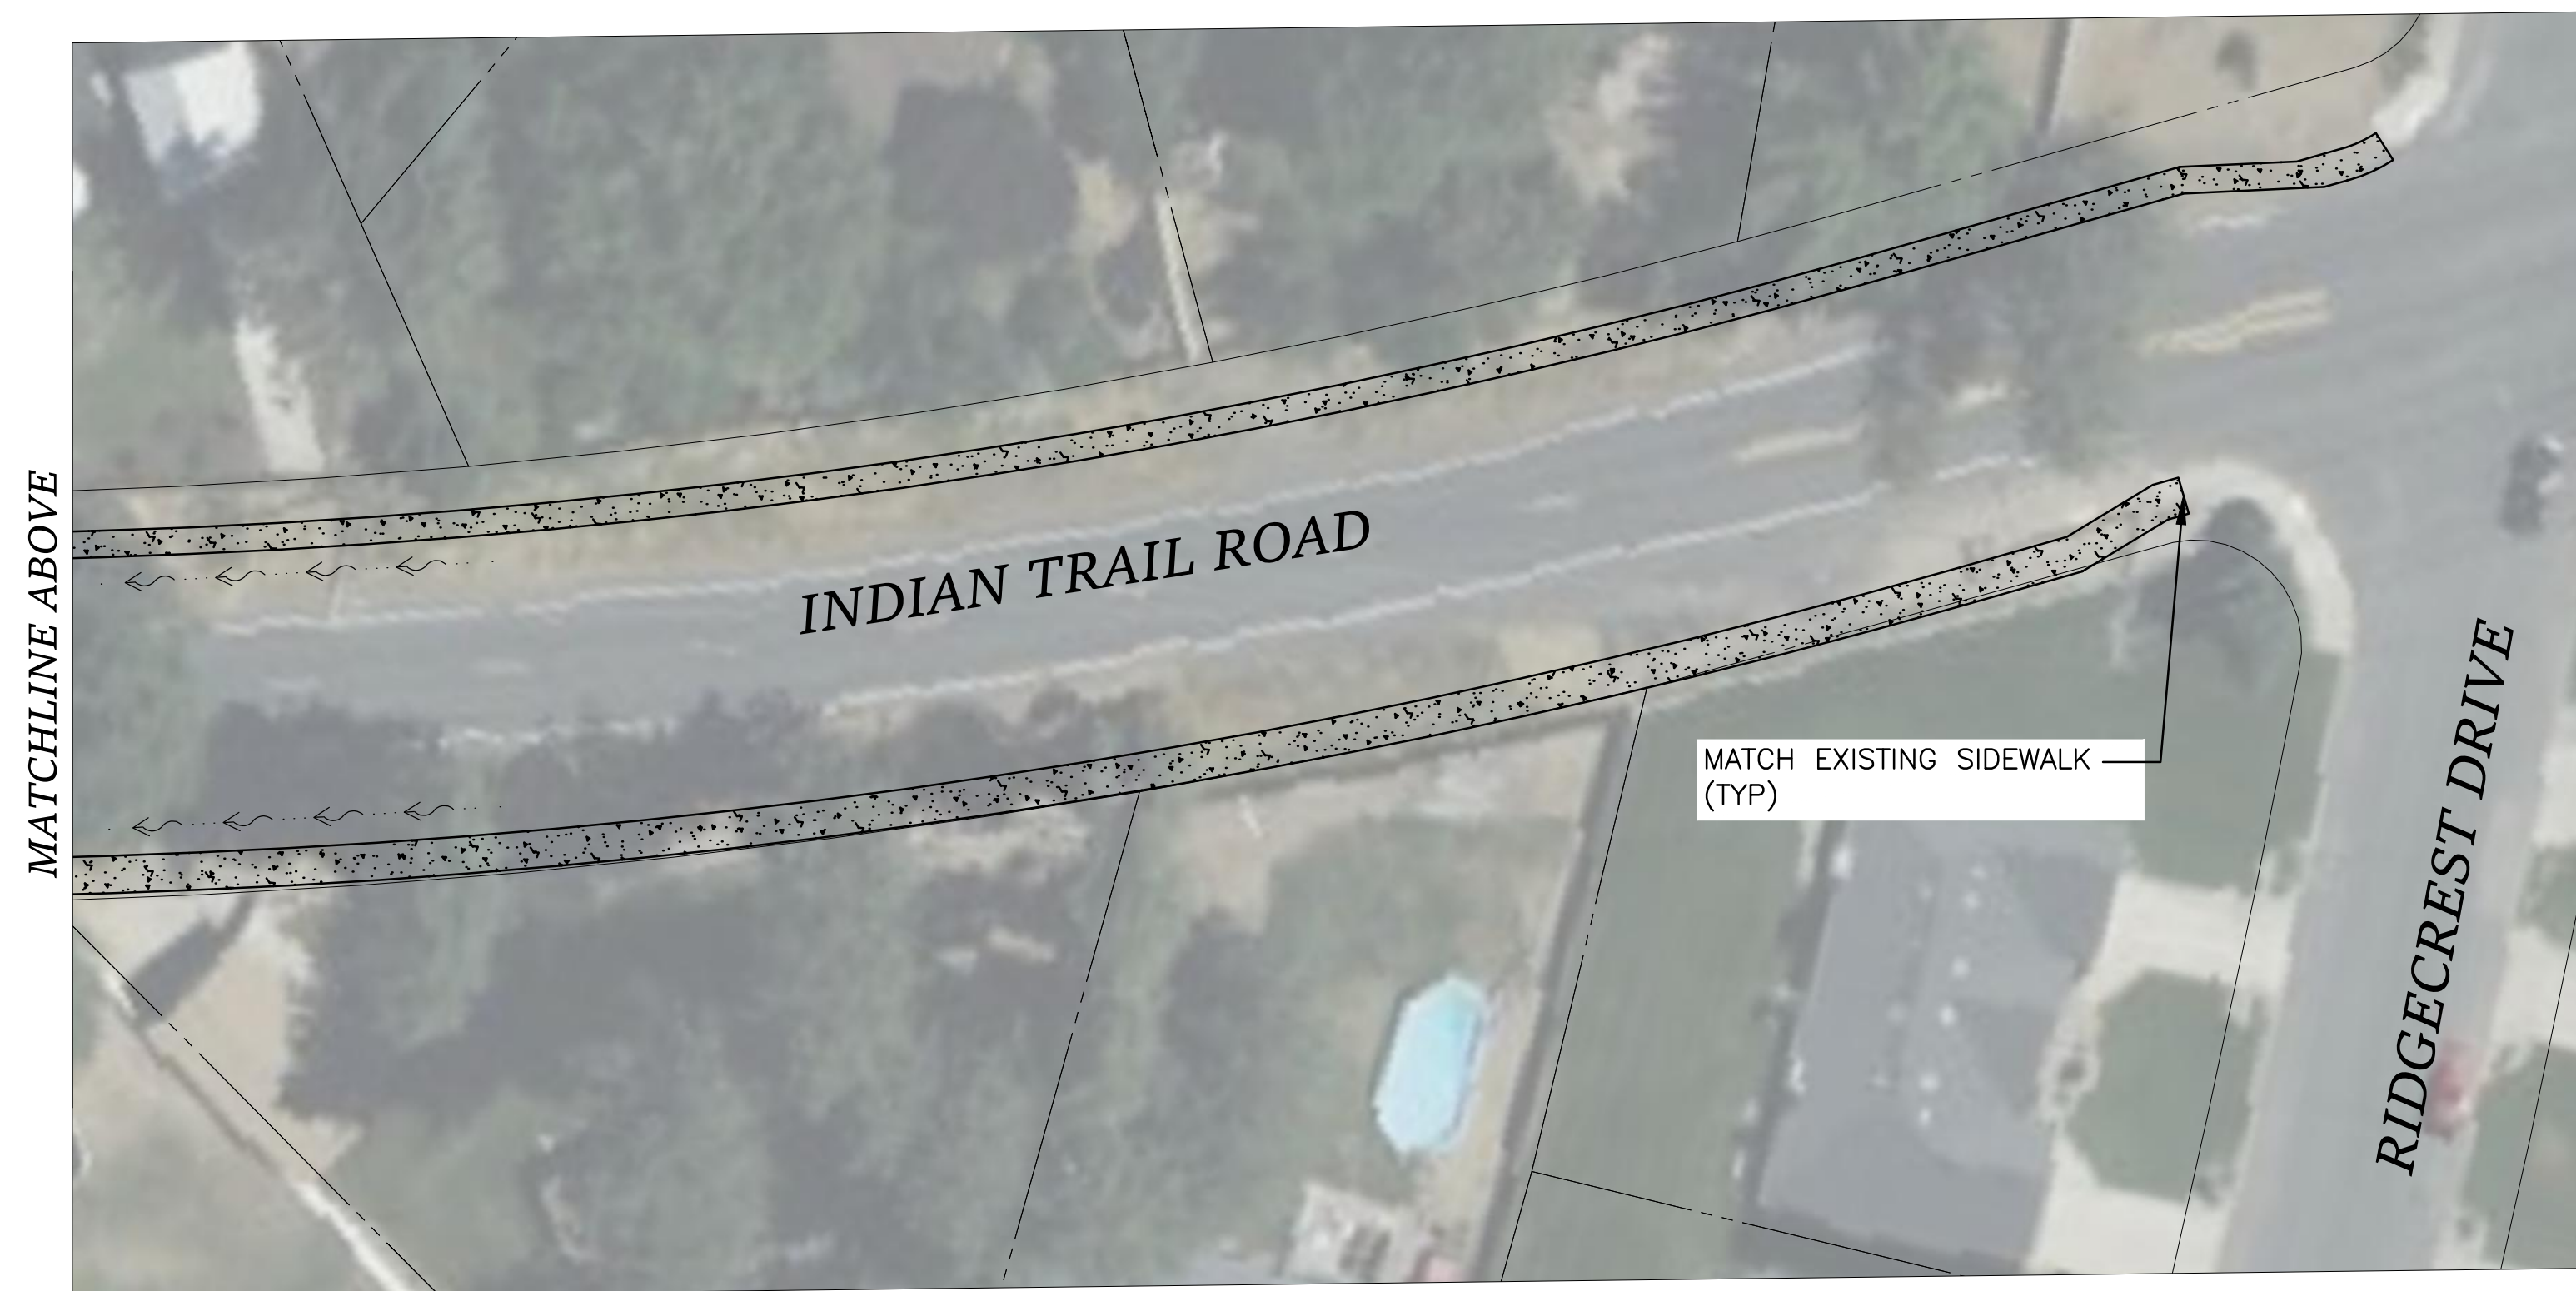 MATCHLINE ABOVE
INDIAN TRAIL ROAD
MATCH EXISTING SIDEWALK
(TYP)
RIDGECREST DRIVE